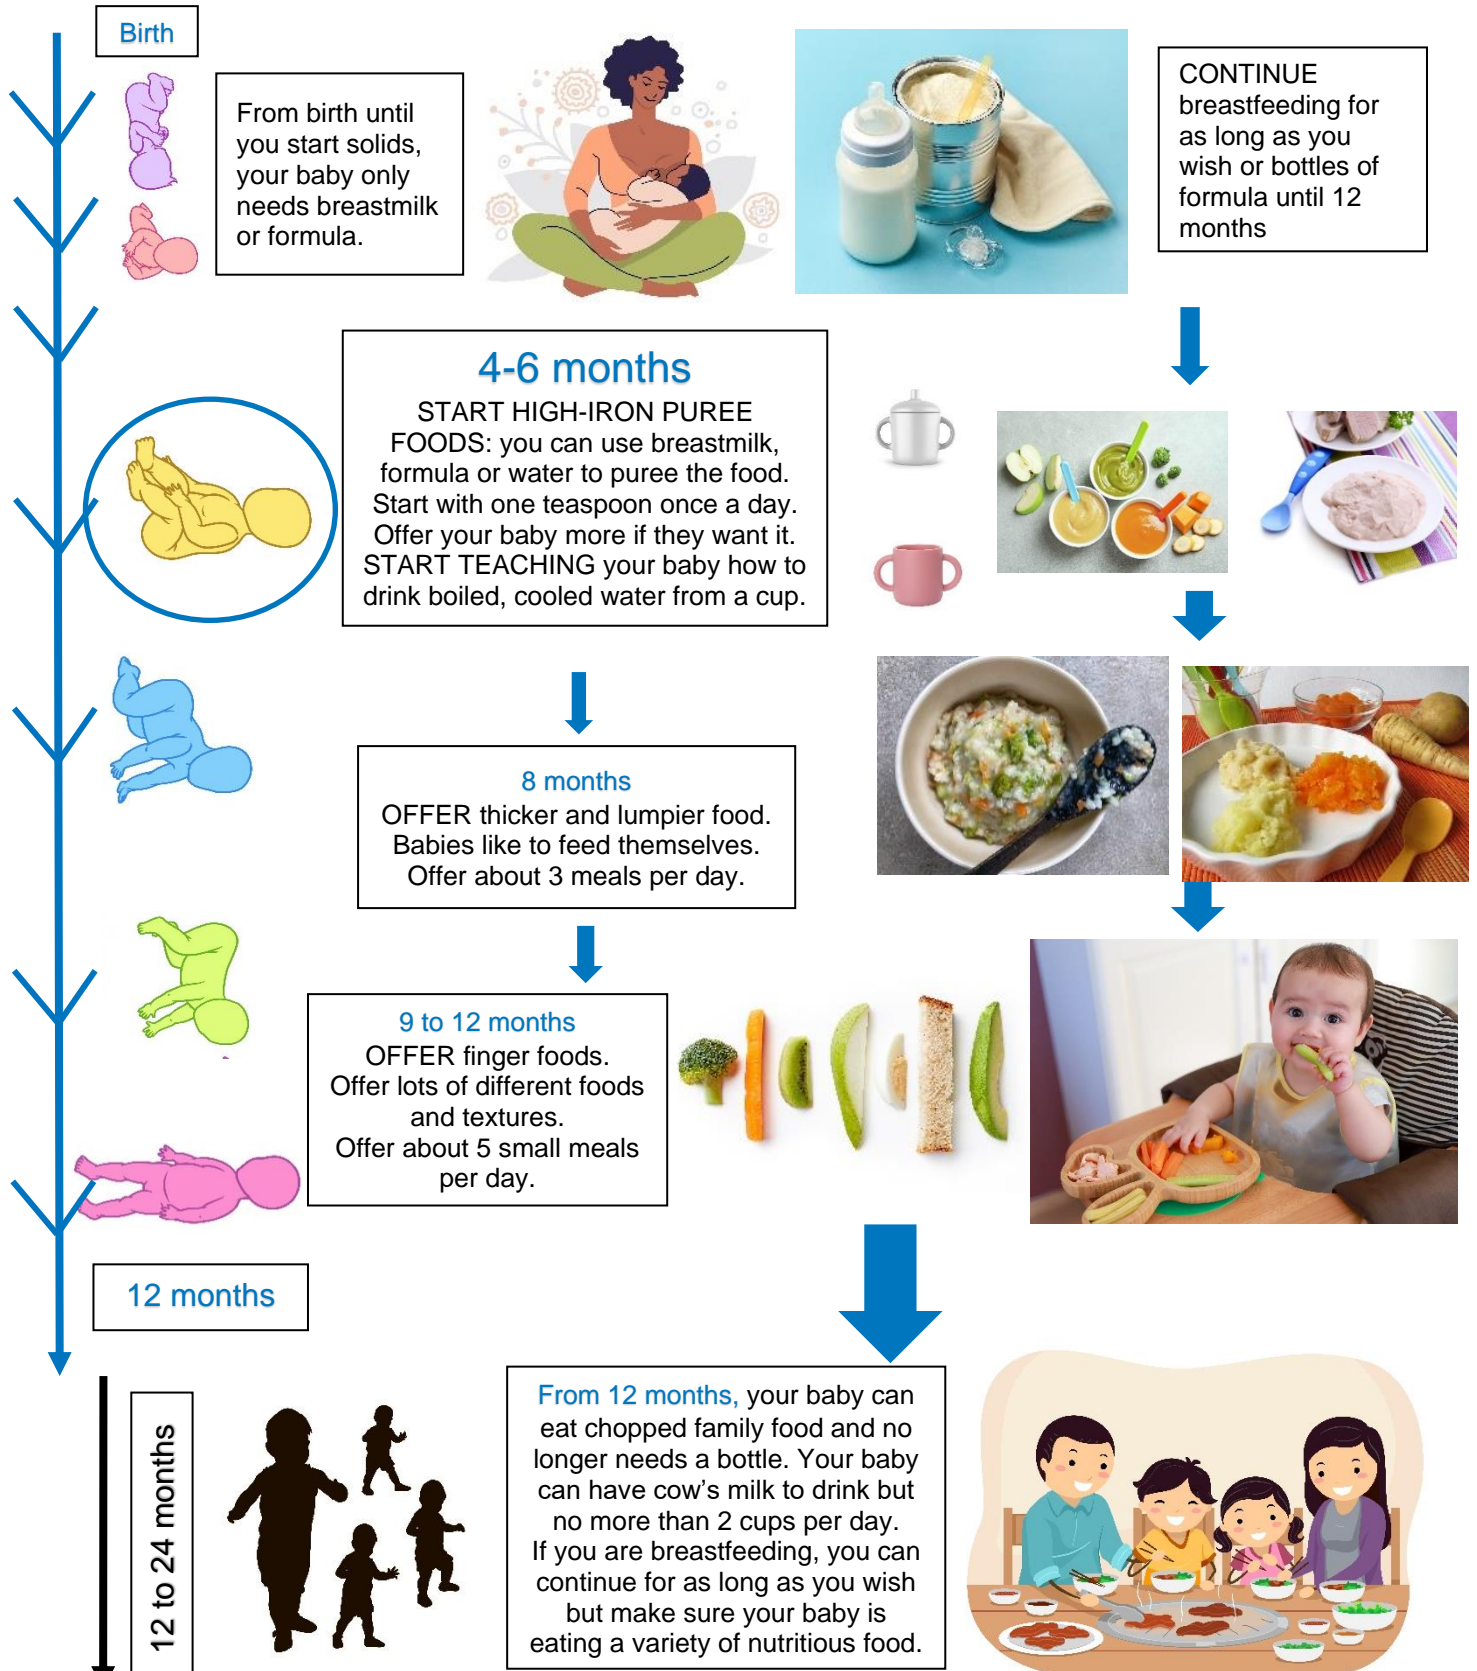 Birth
From birth until
you start solids,
your baby only
needs breastmilk
or formula.
CONTINUE
breastfeeding for
as long as you
wish or bottles of
formula until 12
months
4-6 months
START HIGH-IRON PUREE
FOODS: you can use breastmilk,
formula or water to puree the food.
Start with one teaspoon once a day.
Offer your baby more if they want it.
START TEACHING your baby how to
drink boiled, cooled water from a cup.
8 months
OFFER thicker and lumpier food.
Babies like to feed themselves.
Offer about 3 meals per day.
9 to 12 months
OFFER finger foods.
Offer lots of different foods
and textures.
Offer about 5 small meals
per day.
12 months
12 to 24 months
From 12 months, your baby can
eat chopped family food and no
longer needs a bottle. Your baby
can have cow’s milk to drink but
no more than 2 cups per day.
If you are breastfeeding, you can
continue for as long as you wish
but make sure your baby is
eating a variety of nutritious food.